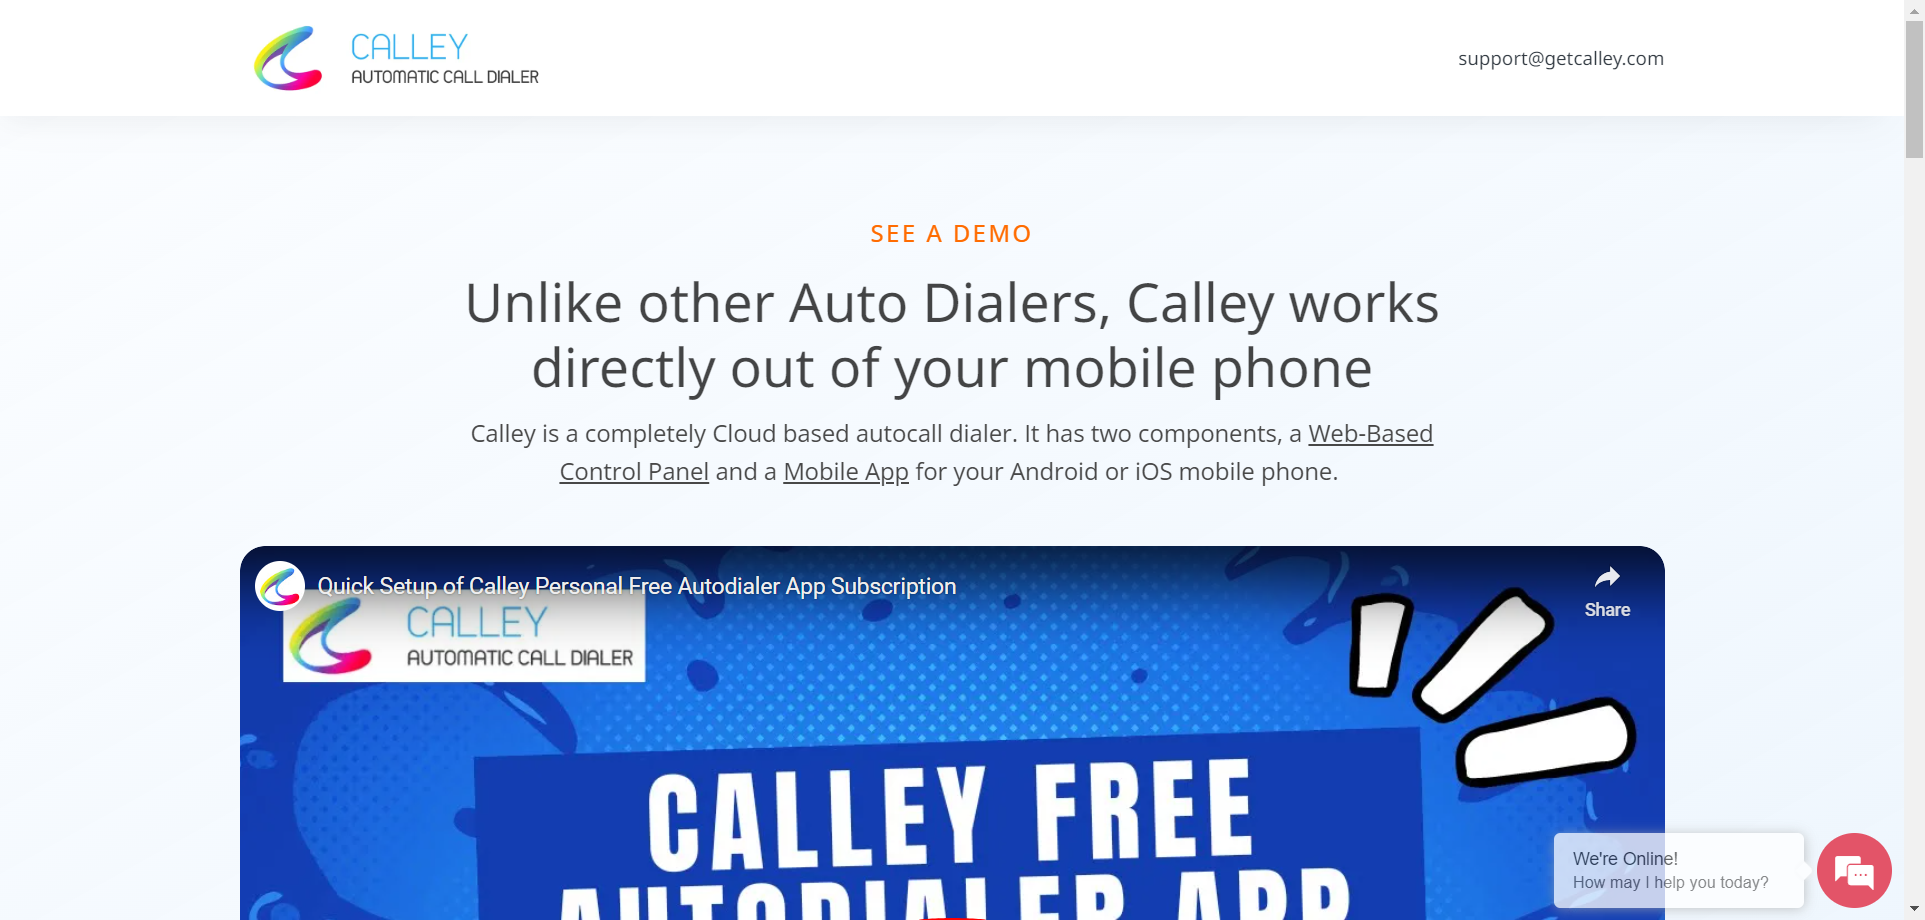 CALLEY
AUTOMATIC CALL DIALER
support@getcalley.com
SEE A DEMO
Unlike other Auto Dialers, Calley works
directly out of your mobile phone
Calley is a completely Cloud based autocall dialer. It has two components, a Web-Based
Control Panel and a Mobile App for your Android or iOS mobile phone.
Quick Setup of Calley Personal Free Autodialer App Subscription
Share
CALLEY
AUTOMATIC CALL DIALER
CALLEY FREE
AUTODIALER APP
We're Online!
How may I help you today?